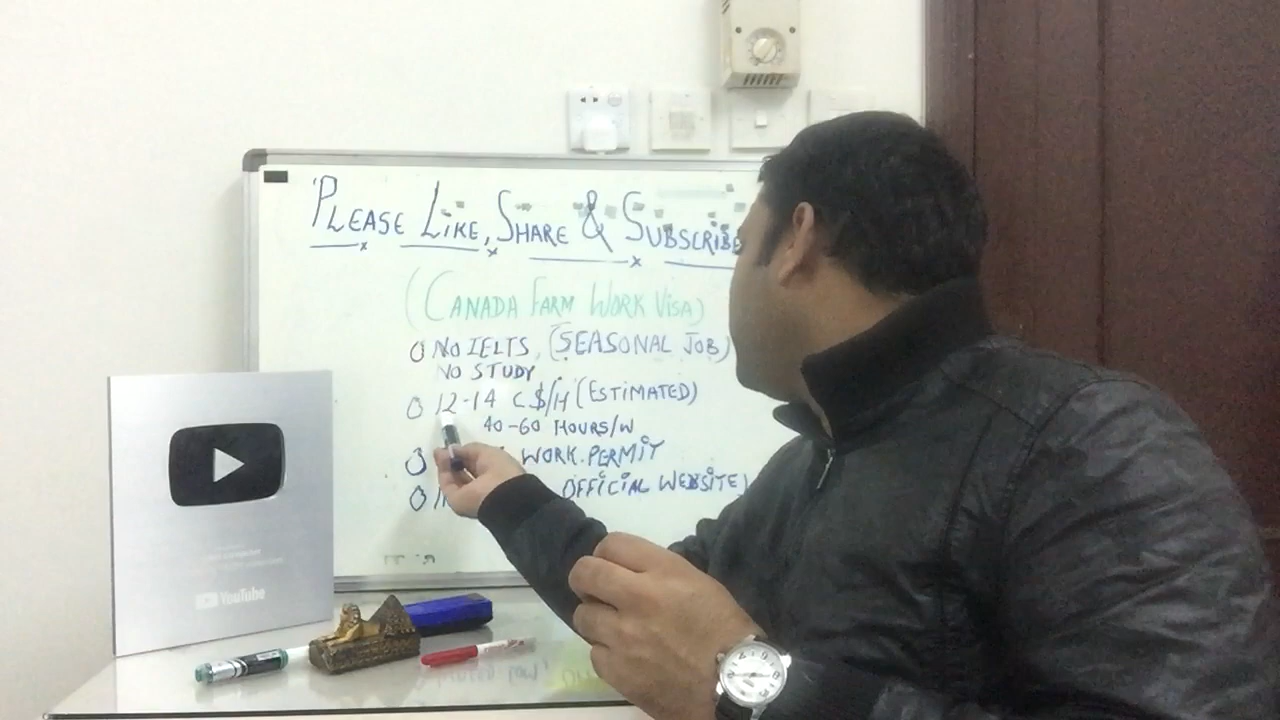 PLEASE LIKE, SHARE & SUBSCRIBE
(CANADA FARM WORK VISA)
NO IELTS, (SEASONAL JOB)
NO STUDY
12-14 C$/H (ESTIMATED)
40-60 HOURS/W
WORK.PERMIT
OFFICIAL WEBSITE)
YouTube